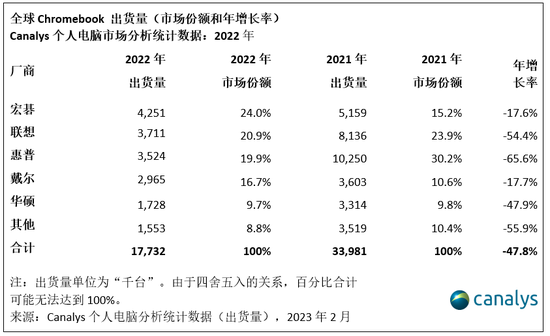 全球 Chromebook 出货量（市场份额和年增长率）
Canalys 个人电脑市场分析统计数据：2022 年
厂商 2022 年 出货量 2022 年 市场份额 2021 年 出货量 2021 年 市场份额 年增 长率
宏碁 4,251 24.0% 5,159 15.2% -17.6%
联想 3,711 20.9% 8,136 23.9% -54.4%
惠普 3,524 19.9% 10,250 30.2% -65.6%
戴尔 2,965 16.7% 3,603 10.6% -17.7%
华硕 1,728 9.7% 3,314 9.8% -47.9%
其他 1,553 8.8% 3,519 10.4% -55.9%
合计 17,732 100% 33,981 100% -47.8%
注：出货量单位为“千台”。由于四舍五入的关系，百分比合计
可能无法达到 100%。
来源：Canalys 个人电脑分析统计数据（出货量），2023 年 2 月
canalys